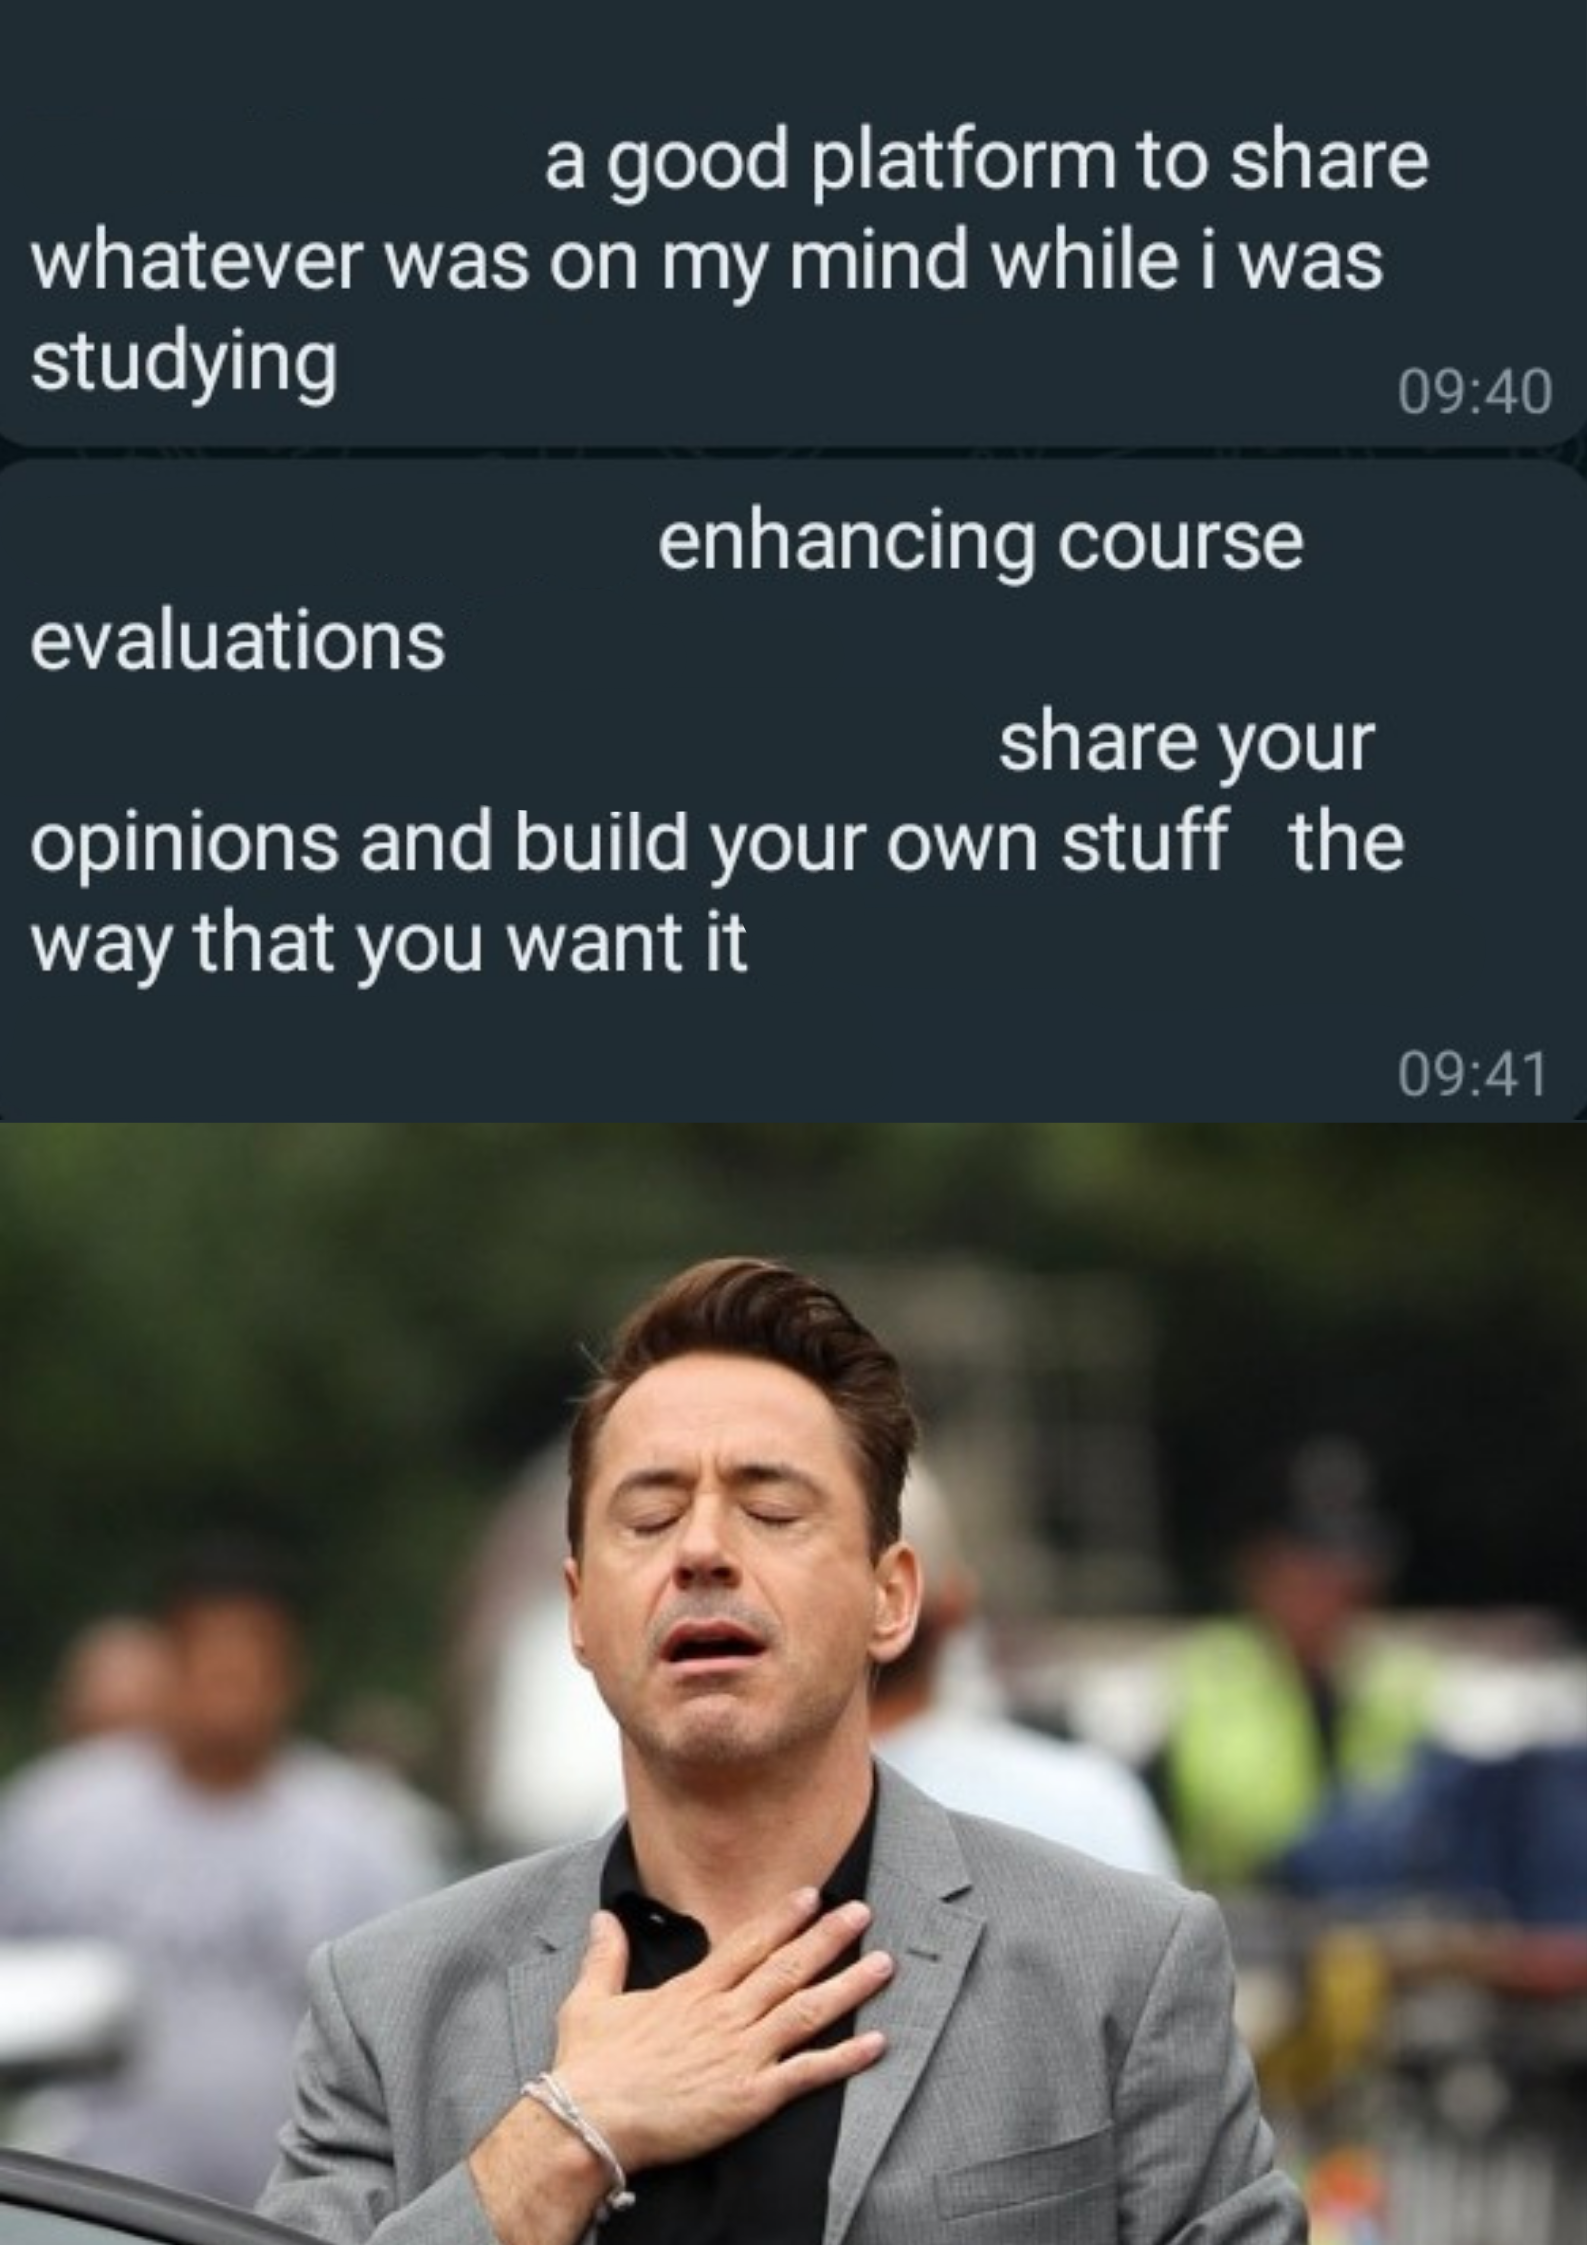 a good platform to share
whatever was on my mind while i was
studying
09:40
enhancing course
evaluations
share your
opinions and build your own stuff the
way that you want it
09:41